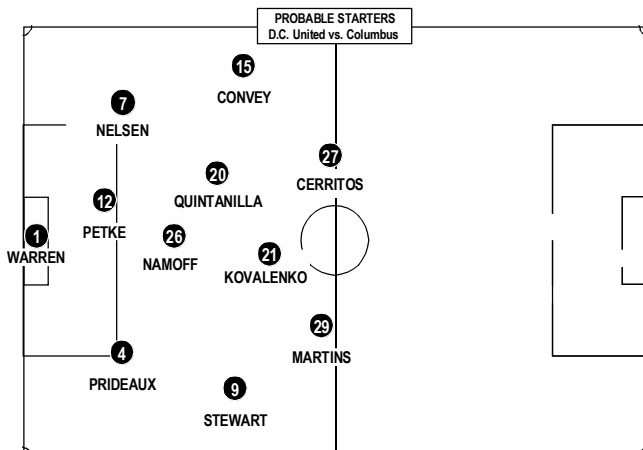 PROBABLE STARTERS
D.C. United vs. Columbus
15
CONVEY
7
NELSEN
27
CERRITOS
20
QUINTANILLA
12
PETKE
1
WARREN
26
NAMOFF
21
KOVALENKO
29
MARTINS
4
PRIDEAUX
9
STEWART